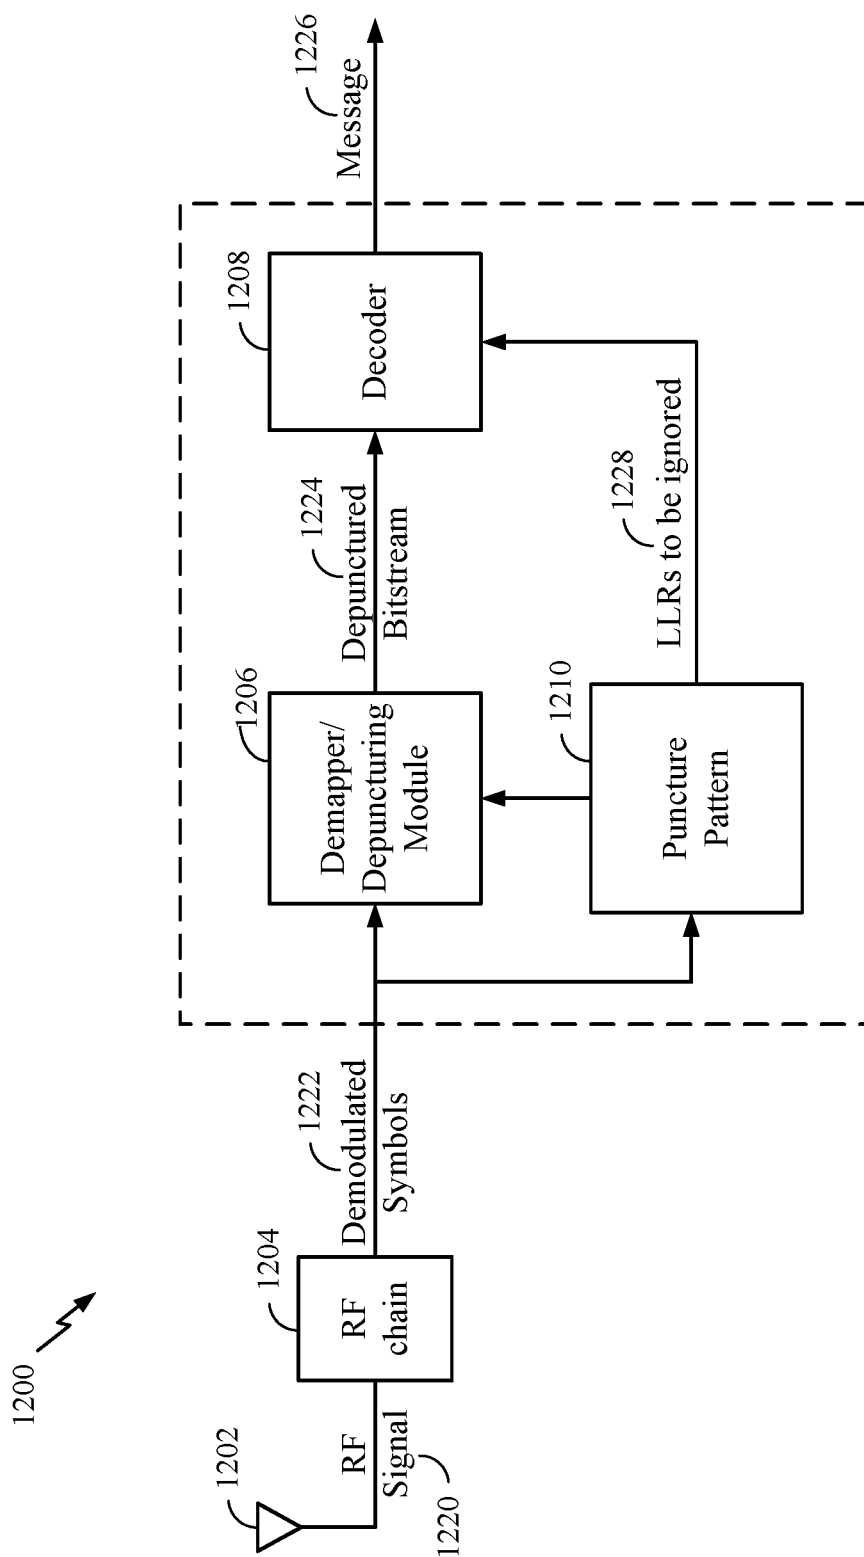 1200
1202
RF
Signal
1220
1204
RF
chain
1222
Demodulated
Symbols
1206
Demapper/
Depuncturing
Module
1224
Depunctured
Bitstream
1208
Decoder
1226
Message
1210
Puncture
Pattern
1228
LLRs to be ignored